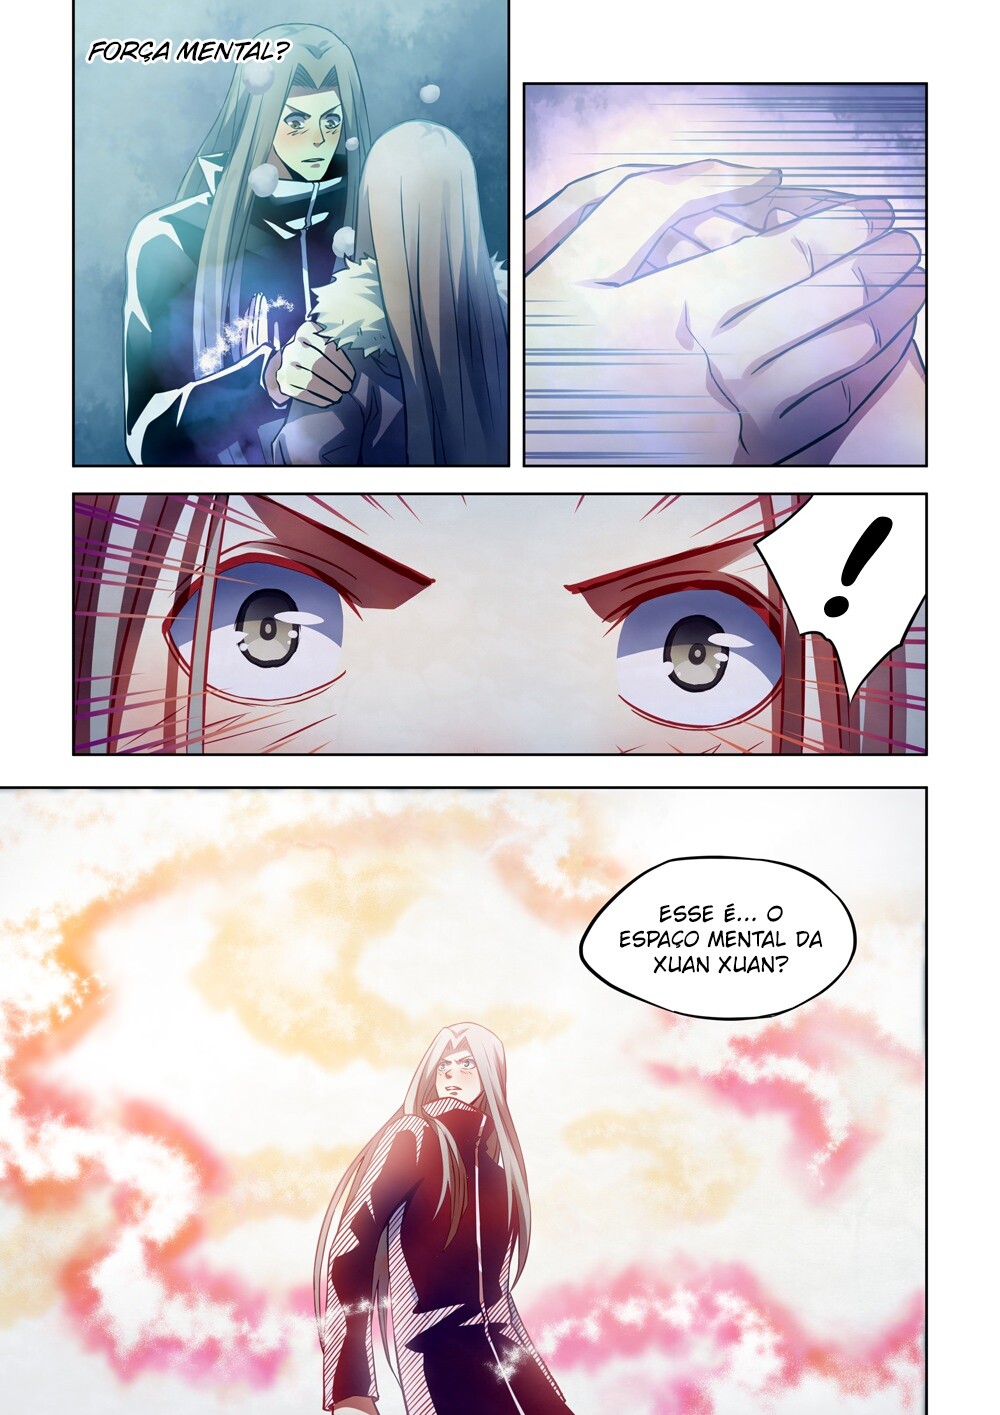 FORÇA MENTAL?
!
ESSE É... O
ESPAÇO MENTAL DA
XUAN XUAN?